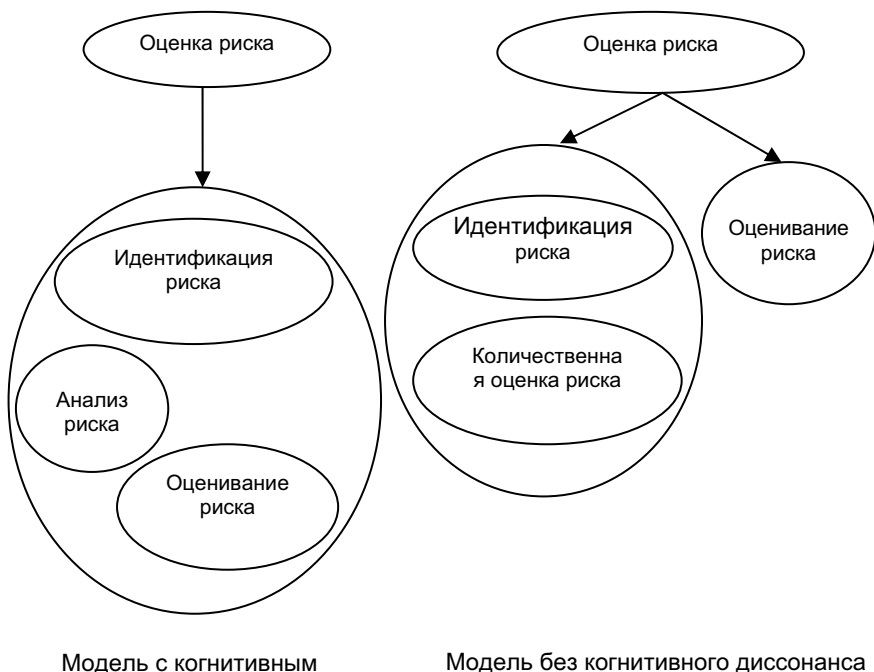 Оценка риска
Идентификация
риска
Анализ
риска
Оценивание
риска
Модель с когнитивным
Оценка риска
Идентификация
риска
Количественна
я оценка риска
Оценивание
риска
Модель без когнитивного диссонанса